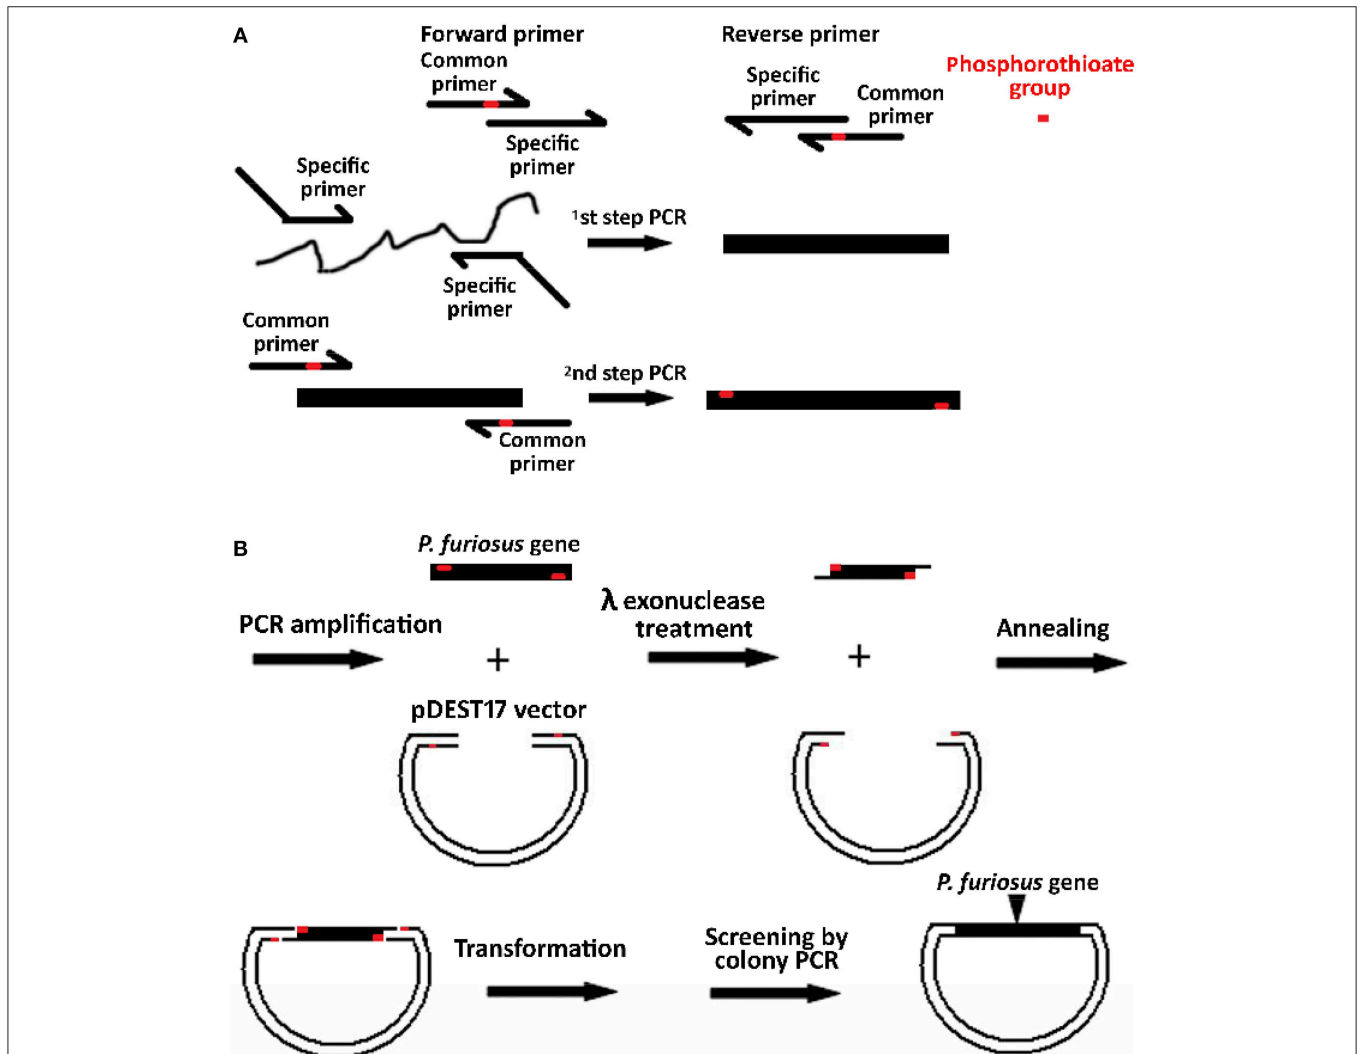 A
Forward primer
Reverse primer
Common
primer
Specific
primer
Specific
primer
Common
primer
Phosphorothioate
group
Specific
primer
1st step PCR
Specific
primer
Common
primer
2nd step PCR
Common
primer
B
P. furiosus gene
PCR amplification
λ exonuclease
treatment
Annealing
+
+
pDEST17 vector
P. furiosus gene
Transformation
Screening by
colony PCR